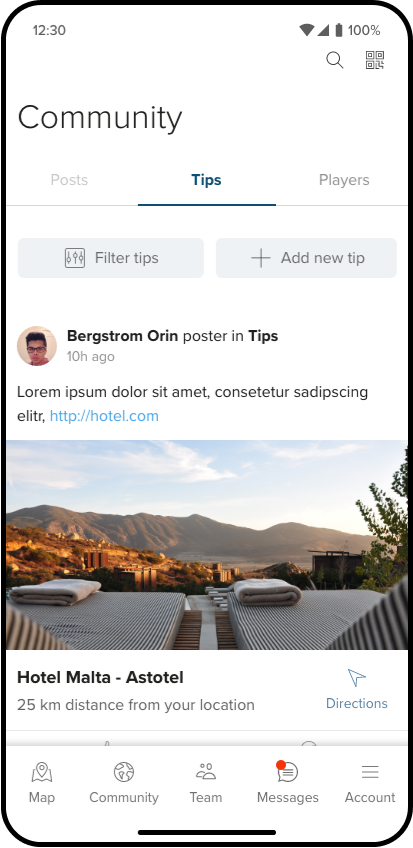 12:30 100%
Community
Posts Tips Players
Filter tips Add new tip
Bergstrom Orin poster in Tips
10h ago
Lorem ipsum dolor sit amet, consetetur sadipscing
elitr, http://hotel.com
Hotel Malta - Astotel
25 km distance from your location
Directions
Map Community Team Messages Account